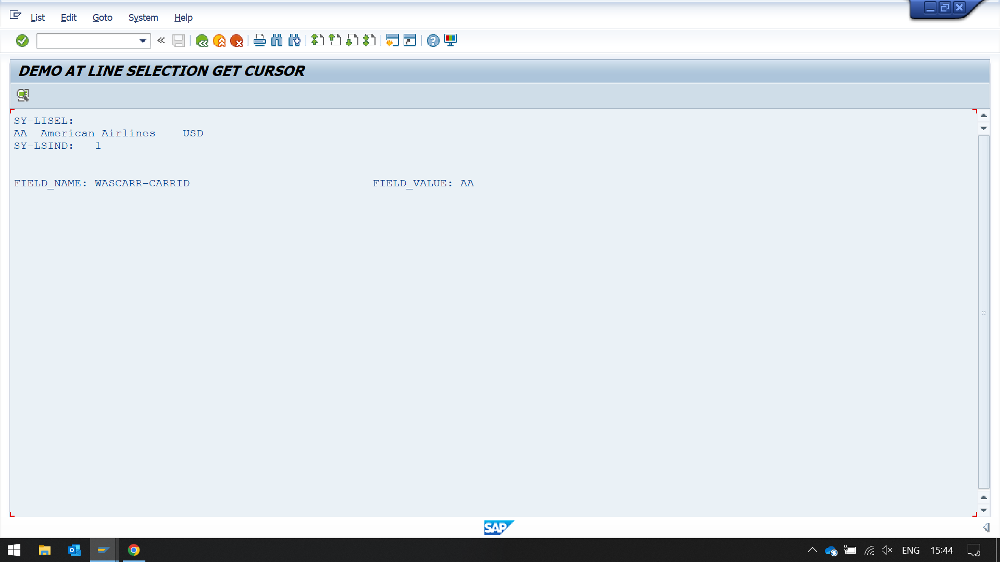 List Edit Goto System Help
DEMO AT LINE SELECTION GET CURSOR
SY-LISEL:
AA American Airlines USD
SY-LSIND: 1
FIELD_NAME: WASCARR-CARRID FIELD_VALUE: AA
SAP
ENG 15:44